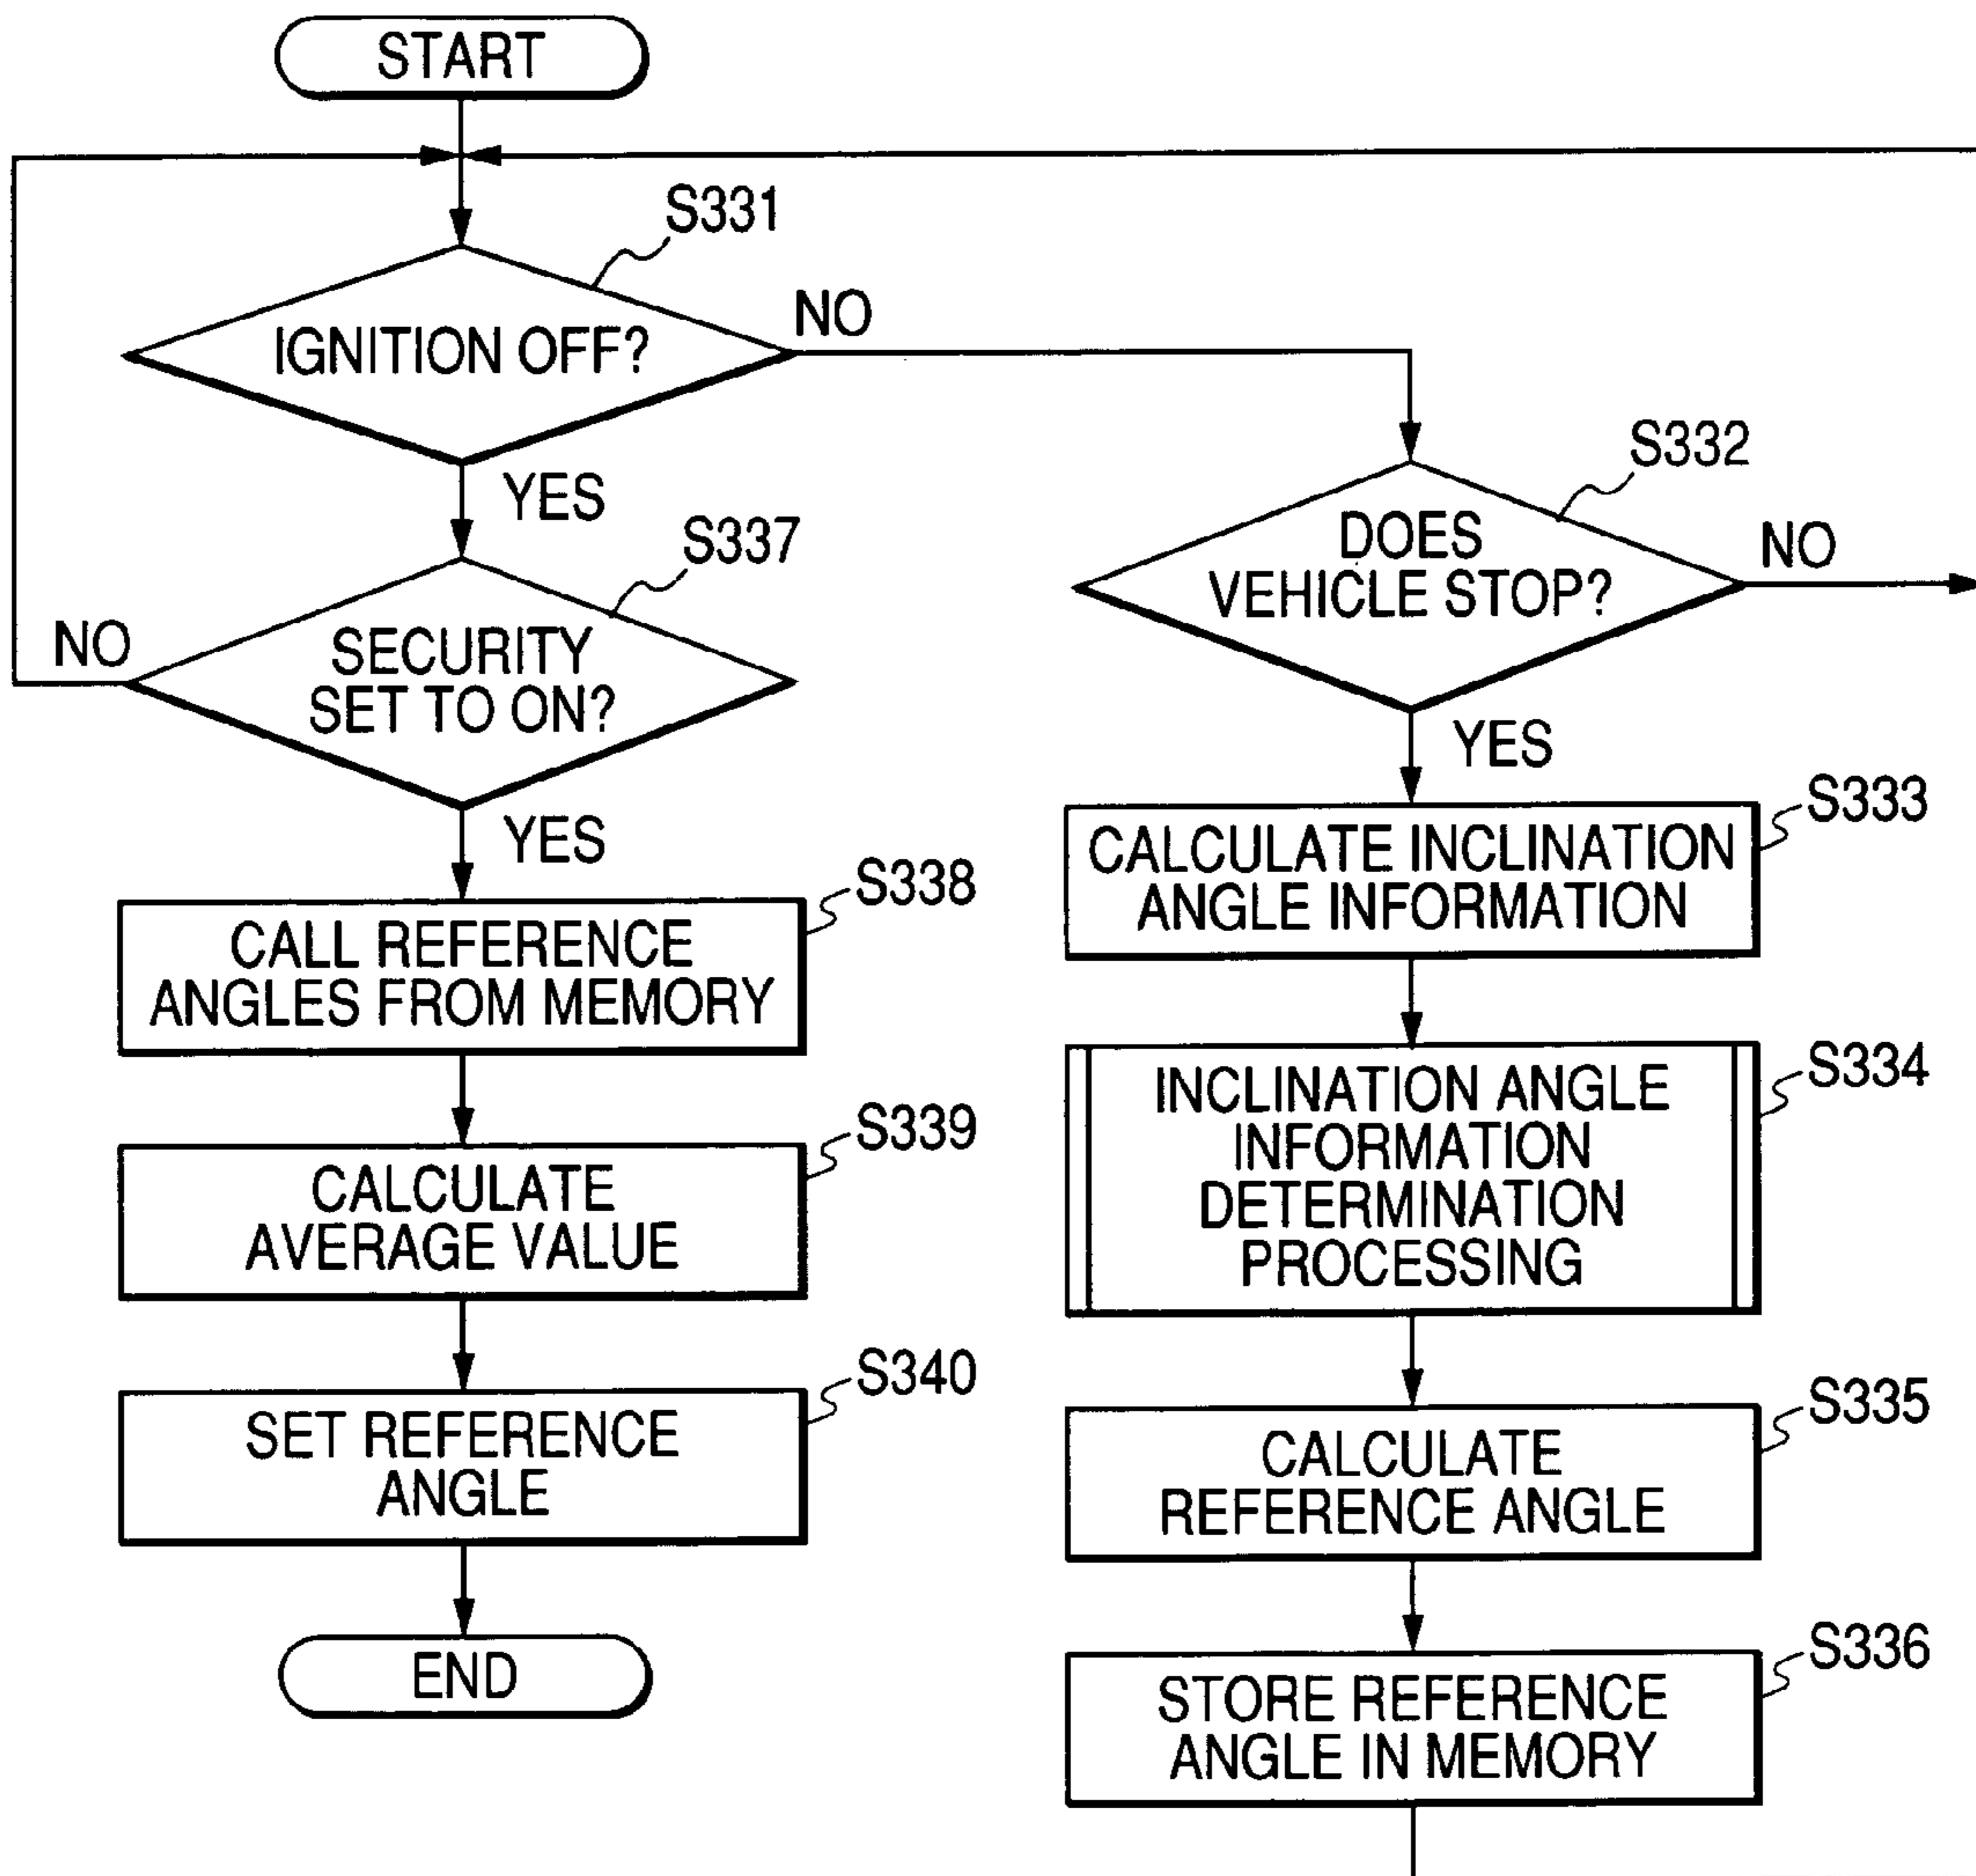 START
S331
IGNITION OFF?
NO
YES
S337
SECURITY
SET TO ON?
NO
YES
S338
CALL REFERENCE
ANGLES FROM MEMORY
S339
CALCULATE
AVERAGE VALUE
S340
SET REFERENCE
ANGLE
END
S332
DOES
VEHICLE STOP?
NO
YES
S333
CALCULATE INCLINATION
ANGLE INFORMATION
S334
INCLINATION ANGLE
INFORMATION
DETERMINATION
PROCESSING
S335
CALCULATE
REFERENCE ANGLE
S336
STORE REFERENCE
ANGLE IN MEMORY